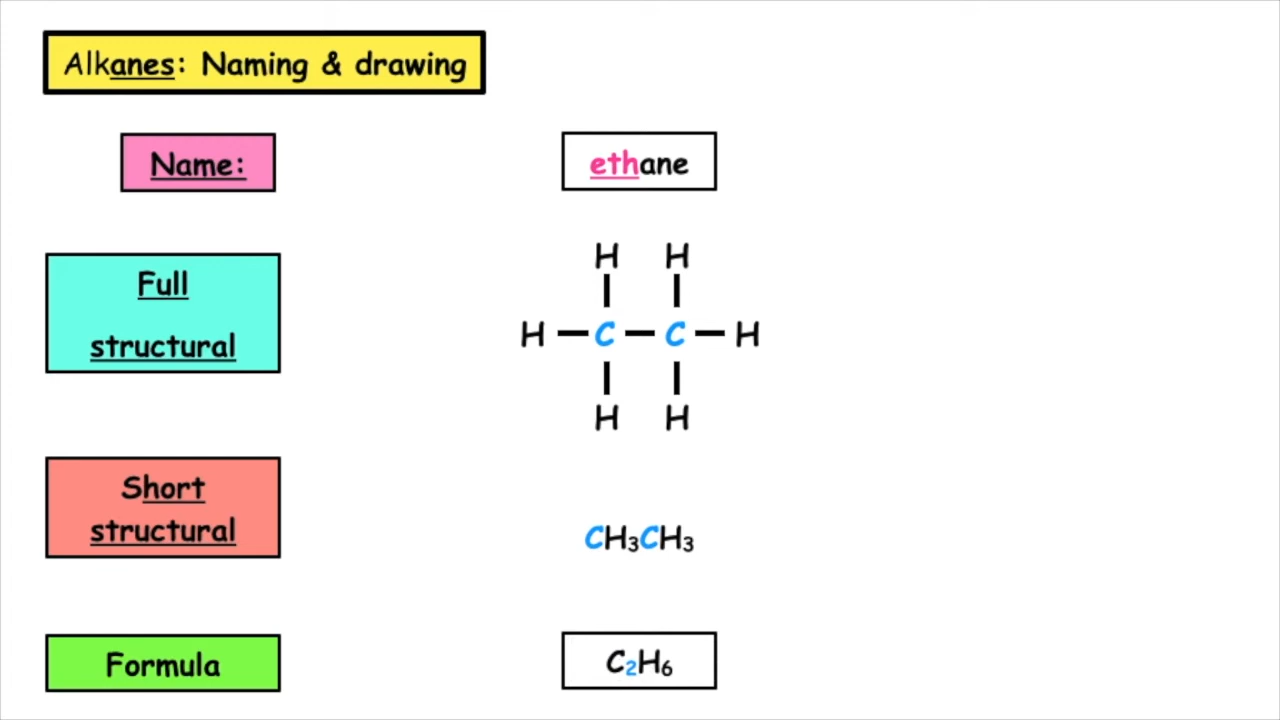 Alkanes: Naming & drawing
Name:
ethane
Full
structural
H H
H C C H
H H
Short
structural
CH₃CH₃
Formula
C₂H₆